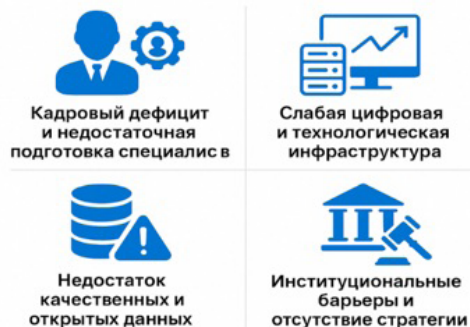 Кадровый дефицит
и недостаточная
подготовка специалис в
Слабая цифровая
и технологическая
инфраструктура
Недостаток
качественных и
открытых данных
Институциональные
барьеры и
отсутствие стратегии